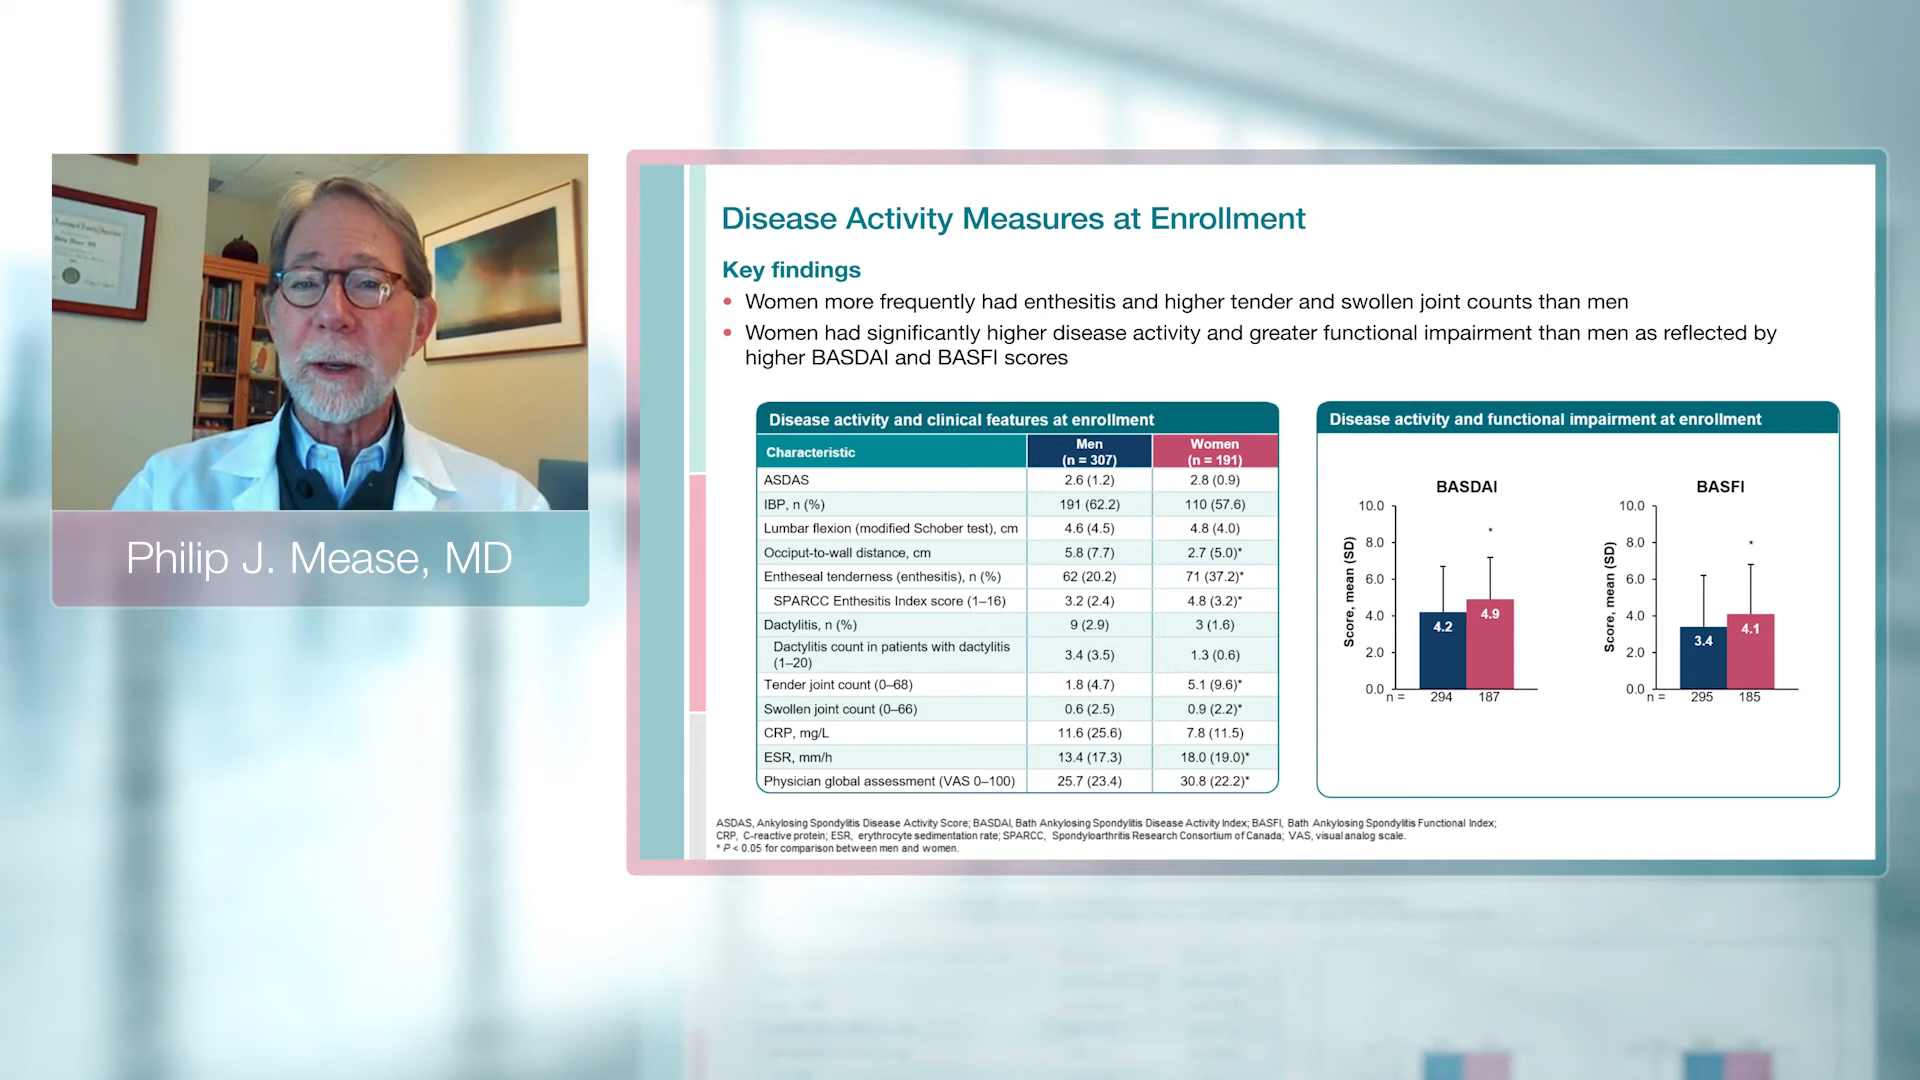 Philip J. Mease, MD
Disease Activity Measures at Enrollment
Key findings
• Women more frequently had enthesitis and higher tender and swollen joint counts than men
• Women had significantly higher disease activity and greater functional impairment than men as reflected by
higher BASDAI and BASFI scores
Disease activity and clinical features at enrollment
Characteristic Men (n = 307) Women (n = 191)
ASDAS 2.6 (1.2) 2.8 (0.9)
IBP, n (%) 191 (62.2) 110 (57.6)
Lumbar flexion (modified Schober test), cm 4.6 (4.5) 4.8 (4.0)
Occiput-to-wall distance, cm 5.8 (7.7) 2.7 (5.0)*
Entheseal tenderness (enthesitis), n (%) 62 (20.2) 71 (37.2)*
SPARCC Enthesitis Index score (1–16) 3.2 (2.4) 4.8 (3.2)*
Dactylitis, n (%) 9 (2.9) 3 (1.6)
Dactylitis count in patients with dactylitis
(1–20) 3.4 (3.5) 1.3 (0.6)
Tender joint count (0–68) 1.8 (4.7) 5.1 (9.6)*
Swollen joint count (0–66) 0.6 (2.5) 0.9 (2.2)*
CRP, mg/L 11.6 (25.6) 7.8 (11.5)
ESR, mm/h 13.4 (17.3) 18.0 (19.0)*
Physician global assessment (VAS 0–100) 25.7 (23.4) 30.8 (22.2)*
Disease activity and functional impairment at enrollment
BASDAI
Score, mean (SD)
10.0
8.0
6.0
4.0
2.0
0.0
*
4.2 4.9
n = 294 187
BASFI
Score, mean (SD)
10.0
8.0
6.0
4.0
2.0
0.0
*
3.4 4.1
n = 295 185
ASDAS, Ankylosing Spondylitis Disease Activity Score; BASDAI, Bath Ankylosing Spondylitis Disease Activity Index; BASFI, Bath Ankylosing Spondylitis Functional Index;
CRP, C-reactive protein; ESR, erythrocyte sedimentation rate; SPARCC, Spondyloarthritis Research Consortium of Canada; VAS, visual analog scale.
* P < 0.05 for comparison between men and women.